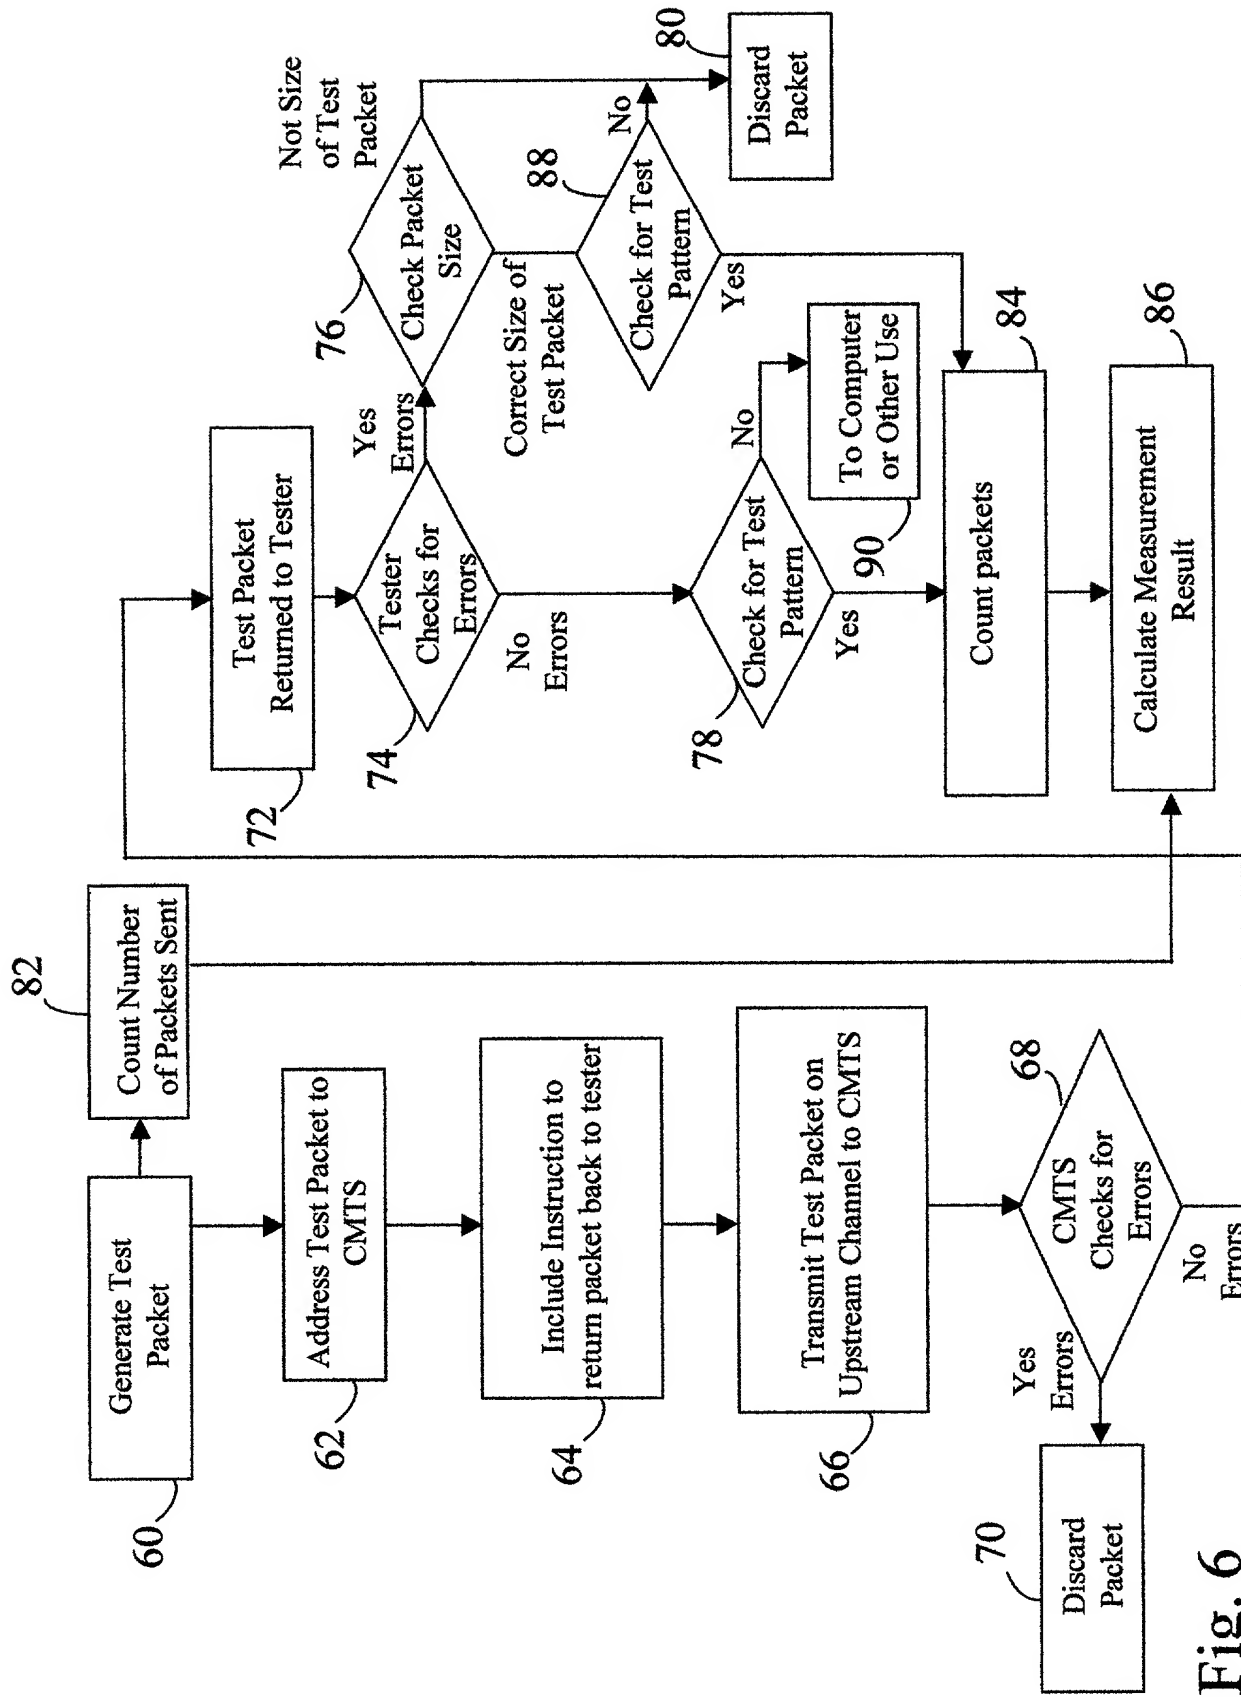 60
Generate Test
Packet
82
Count Number
of Packets Sent
62
Address Test Packet to
CMTS
64
Include Instruction to
return packet back to tester
66
Transmit Test Packet on
Upstream Channel to CMTS
68
CMTS
Checks for
Errors
Yes
Errors
No
Errors
70
Discard
Packet
72
Test Packet
Returned to Tester
74
Tester
Checks for
Errors
Yes
Errors
No
Errors
76
Check Packet
Size
Not Size
of Test
Packet
Correct Size of
Test Packet
88
Check for Test
Pattern
No
Yes
80
Discard
Packet
78
Check for Test
Pattern
No
Yes
90
To Computer
or Other Use
84
Count packets
86
Calculate Measurement
Result
Fig. 6